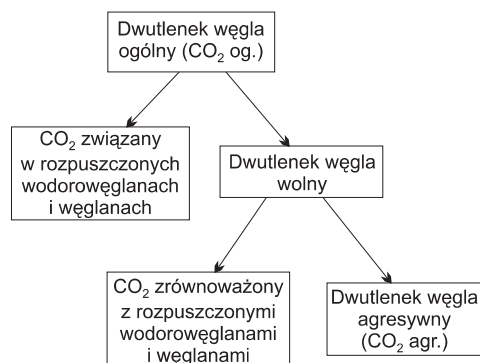 Dwutlenek węgla
ogólny (CO₂ og.)
CO₂ związany
w rozpuszczonych
wodorowęglanach
i węglanach
Dwutlenek węgla
wolny
CO₂ zrównoważony
z rozpuszczonymi
wodorowęglanami
i węglanami
Dwutlenek węgla
agresywny
(CO₂ agr.)